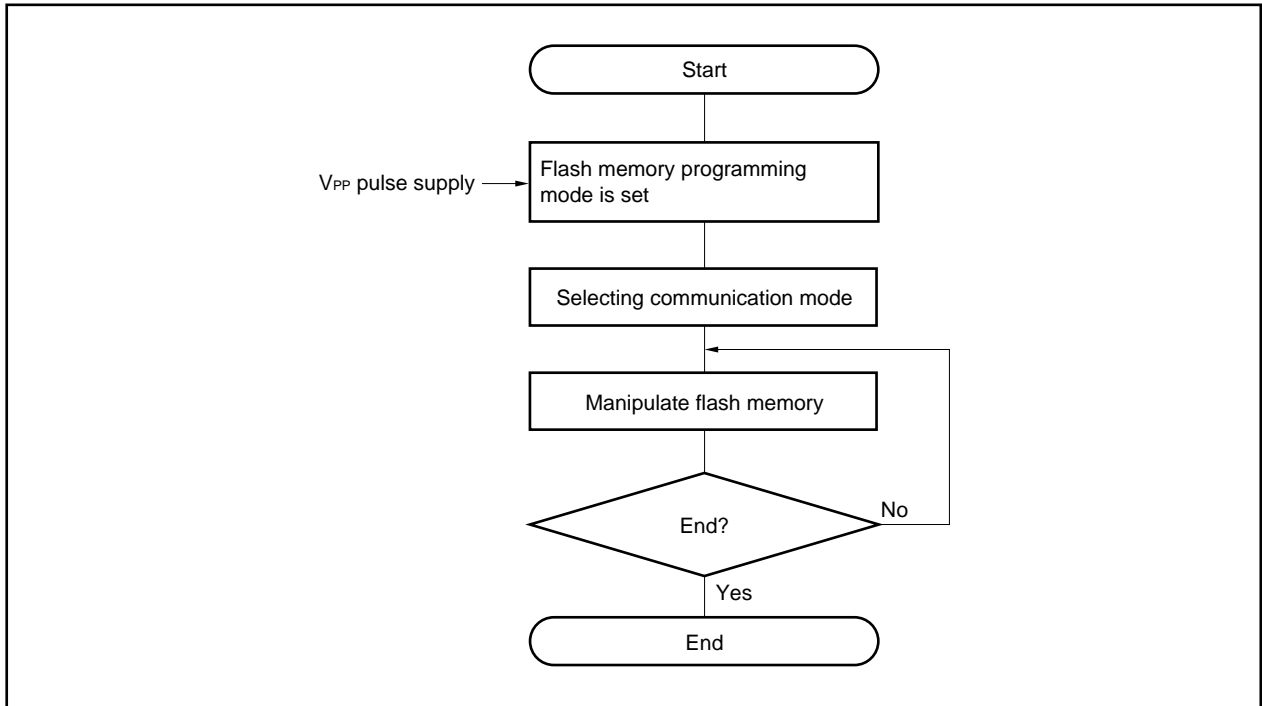 Start
VPP pulse supply
Flash memory programming
mode is set
Selecting communication mode
Manipulate flash memory
End?
No
Yes
End